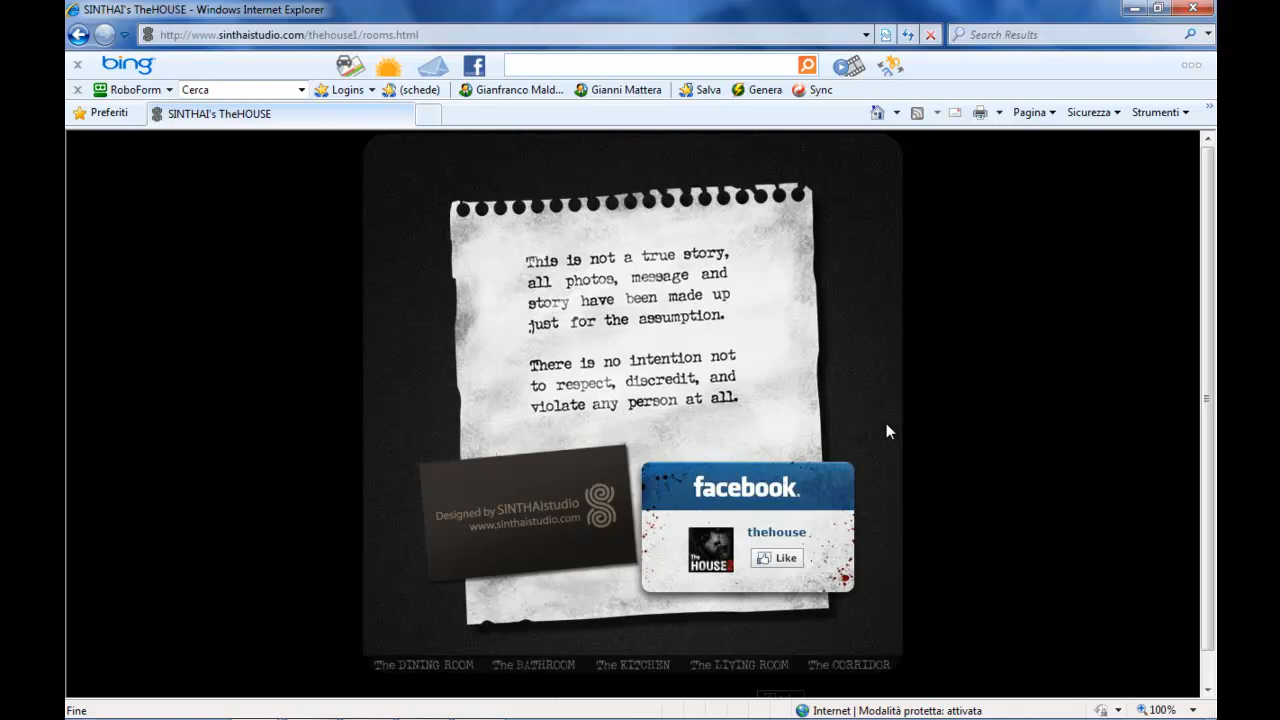 SINTHAI's TheHOUSE - Windows Internet Explorer
http://www.sinthaistudio.com/thehouse1/rooms.html
Search Results
bing
RoboForm Cerca Logins (schede) Gianfranco Mald... Gianni Mattera Salva Genera Sync
Preferiti SINTHAI's TheHOUSE Pagina Sicurezza Strumenti
This is not a true story,
all photos, message and
story have been made up
just for the assumption.
There is no intention not
to respect, discredit, and
violate any person at all.
Designed by SINTHAIstudio
www.sinthaistudio.com
facebook.
thehouse
Like
The HOUSE
The DINING ROOM The BATHROOM The KITCHEN The LIVING ROOM The CORRIDOR
Fine Internet | Modalità protetta: attivata 100%